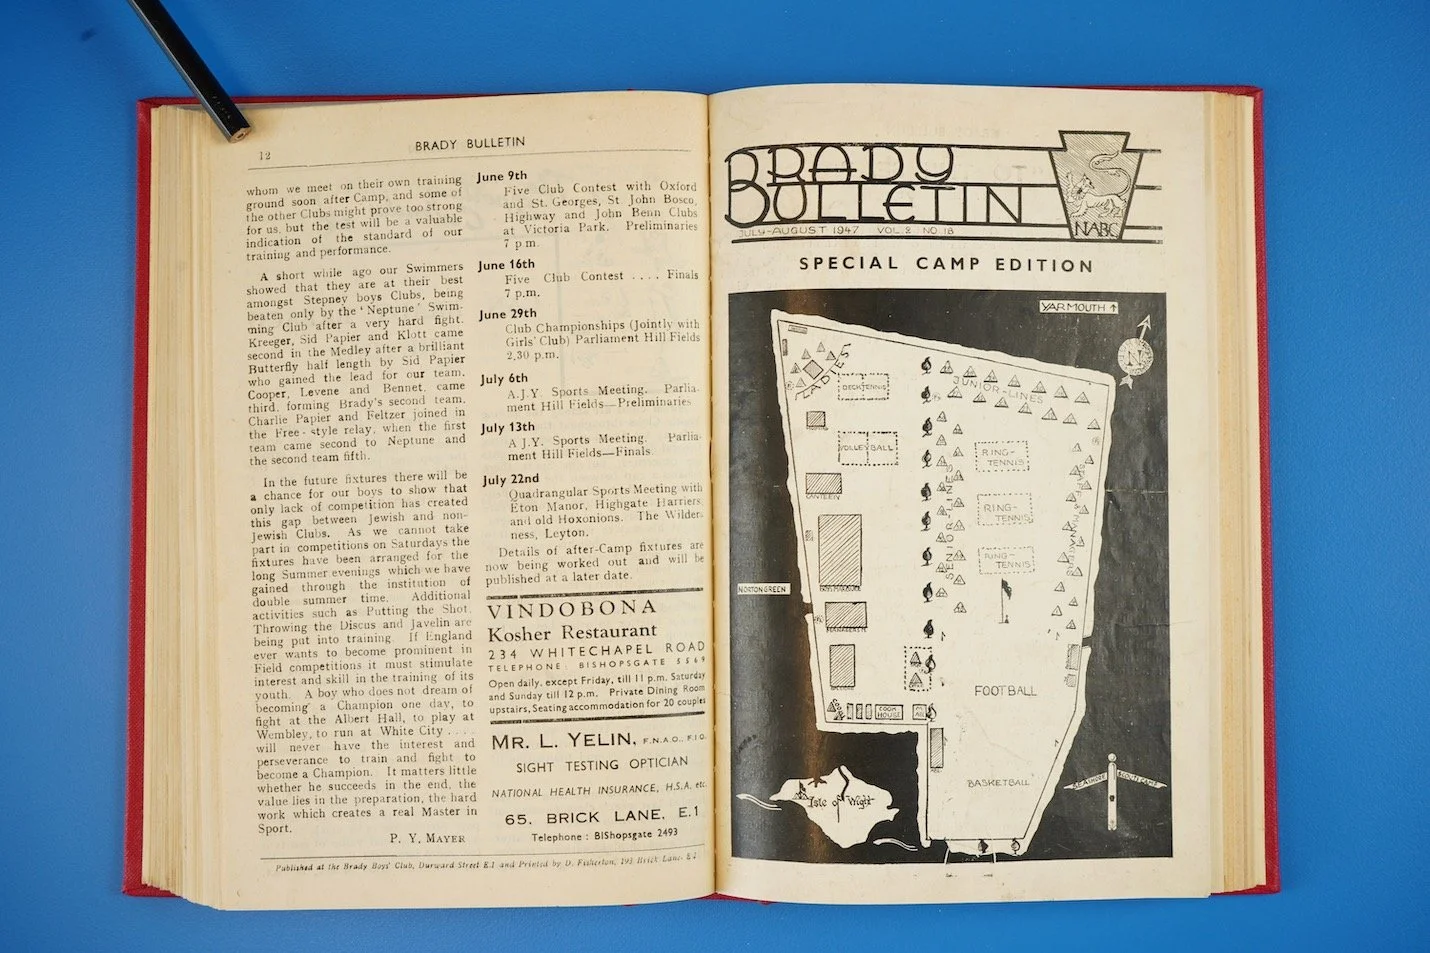 12
BRADY BULLETIN
whom we meet on their own training
ground soon after Camp, and some of
the other Clubs might prove too strong
for us, but the test will be a valuable
indication of the standard of our
training and performance.
A short while ago our Swimmers
showed that they are at their best
amongst Stepney boys Clubs, being
beaten only by the 'Neptune' Swim-
ming Club after a very hard fight.
Kreeger, Sid Papier and Klott came
second in the Medley after a brilliant
Butterfly half length by Sid Papier
who gained the lead for our team.
Cooper, Levene and Bennet, came
third, forming Brady's second team.
Charlie Papier and Feltzer joined in
the Free-style relay, when the first
team came second to Neptune and
the second team fifth.
In the future fixtures there will be
a chance for our boys to show that
only lack of competition has created
this gap between Jewish and non-
Jewish Clubs. As we cannot take
part in competitions on Saturdays the
fixtures have been arranged for the
long Summer evenings which we have
gained through the institution of
double summer time. Additional
activities such as Putting the Shot,
Throwing the Discus and Javelin are
being put into training. If England
ever wants to become prominent in
Field competitions it must stimulate
interest and skill in the training of its
youth. A boy who does not dream of
becoming a Champion one day, to
fight at the Albert Hall, to play at
Wembley, to run at White City ....
will never have the interest and
perseverance to train and fight to
become a Champion. It matters little
whether he succeeds in the end, the
value lies in the preparation, the hard
work which creates a real Master in
Sport.
P. Y. MAYER
June 9th
Five Club Contest with Oxford
and St. Georges, St John Bosco,
Highway and John Benn Clubs
at Victoria Park. Preliminaries
7 p.m.
June 16th
Five Club Contest .... Finals
7 p.m.
June 29th
Club Championships (Jointly with
Girls' Club) Parliament Hill Fields
2,30 p.m.
July 6th
A.J.Y. Sports Meeting. Parlia-
ment Hill Fields—Preliminaries
July 13th
A J.Y. Sports Meeting. Parlia-
ment Hill Fields—Finals
July 22nd
Quadrangular Sports Meeting with
Eton Manor, Highgate Harriers
and old Hoxonions. The Wilder-
ness, Leyton.
Details of after-Camp fixtures are
now being worked out and will be
published at a later date.
VINDOBONA
Kosher Restaurant
234 WHITECHAPEL ROAD
TELEPHONE: BISHOPSGATE 5569
Open daily, except Friday, till 11 p.m. Saturday
and Sunday till 12 p.m. Private Dining Room
upstairs, Seating accommodation for 20 couples
MR. L. YELIN, F.N.A.O., F.I.O.
SIGHT TESTING OPTICIAN
NATIONAL HEALTH INSURANCE, H.S.A. etc.
65, BRICK LANE, E.1
Telephone : BIShopsgate 2493
Published at the Brady Boys' Club, Durward Street E.1 and Printed by D. Fisherton, 193 Brick Lane, E.1
BRADY
BULLETIN
NABC
JULY-AUGUST 1947 VOL.2 NO.18
SPECIAL CAMP EDITION
YARMOUTH
N
LADIES
DECK TENNIS
JUNIOR-LINES
VOLLEY BALL
RING-
TENNIS
CANTEEN
RING-
TENNIS
SENIOR LINES
STAFF & MANAGERS
RING-
TENNIS
NORTON GREEN
MANAGERS
FOOTBALL
COOK
HOUSE
BASKETBALL
Isle of Wight
SEASHORE
SCOUTS CAMP